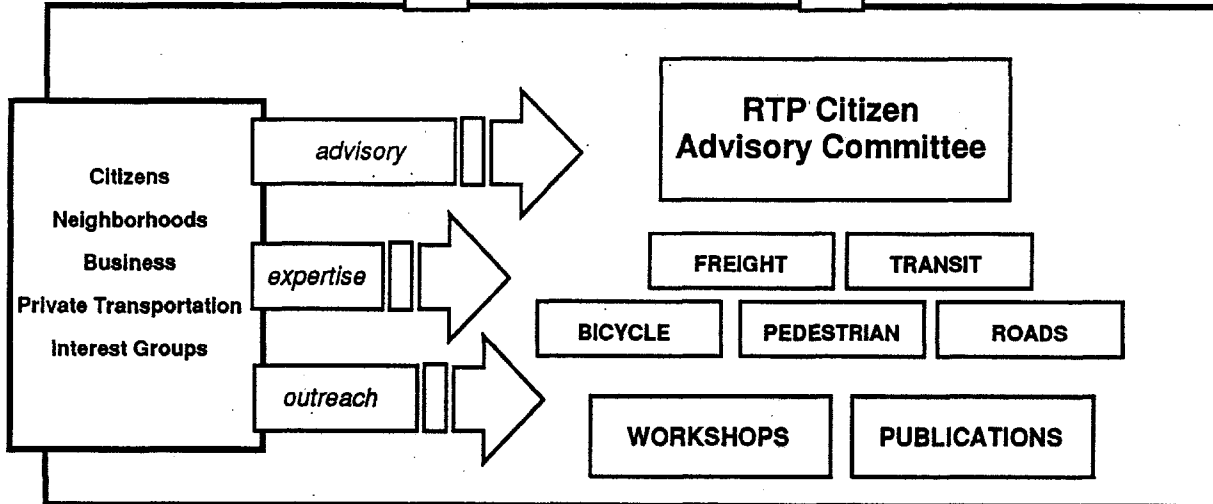 RTP Citizen
Advisory Committee
advisory
Citizens
Neighborhoods
Business
Private Transportation
Interest Groups
expertise
FREIGHT
TRANSIT
BICYCLE
PEDESTRIAN
ROADS
outreach
WORKSHOPS
PUBLICATIONS